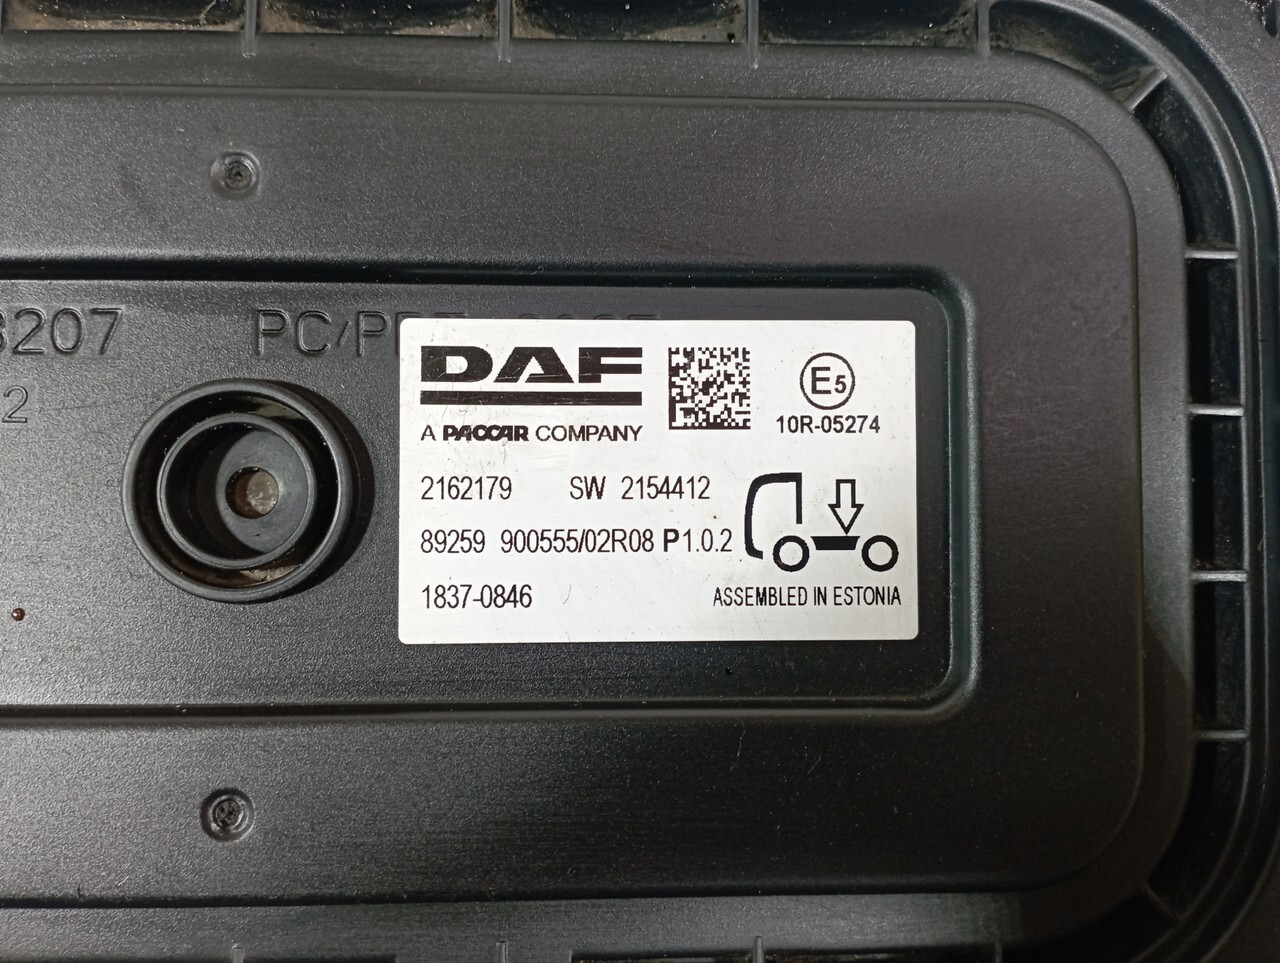 3207 PC/P
2
DAF
A PACCAR COMPANY
E5
10R-05274
2162179 SW 2154412
89259 900555/02R08 P1.0.2
1837-0846
ASSEMBLED IN ESTONIA